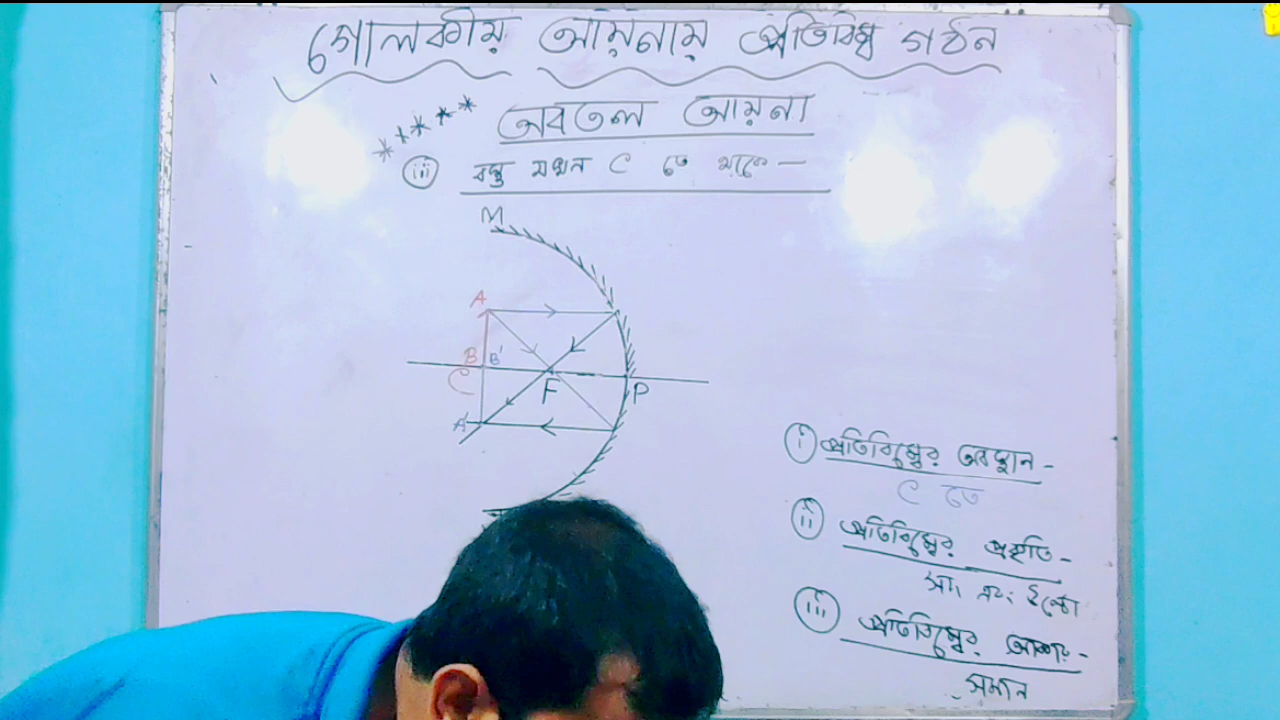 গোলকীয় আয়নায় প্রতিবিম্ব গঠন
*****
অবতল আয়না
iii বস্তু যখন C তে থাকে —
M
A
B B'
C F P
A'
i প্রতিবিম্বের অবস্থান -
C তে
ii প্রতিবিম্বের প্রকৃতি -
সা, এবং উল্টো
iii প্রতিবিম্বের আকার -
সমান